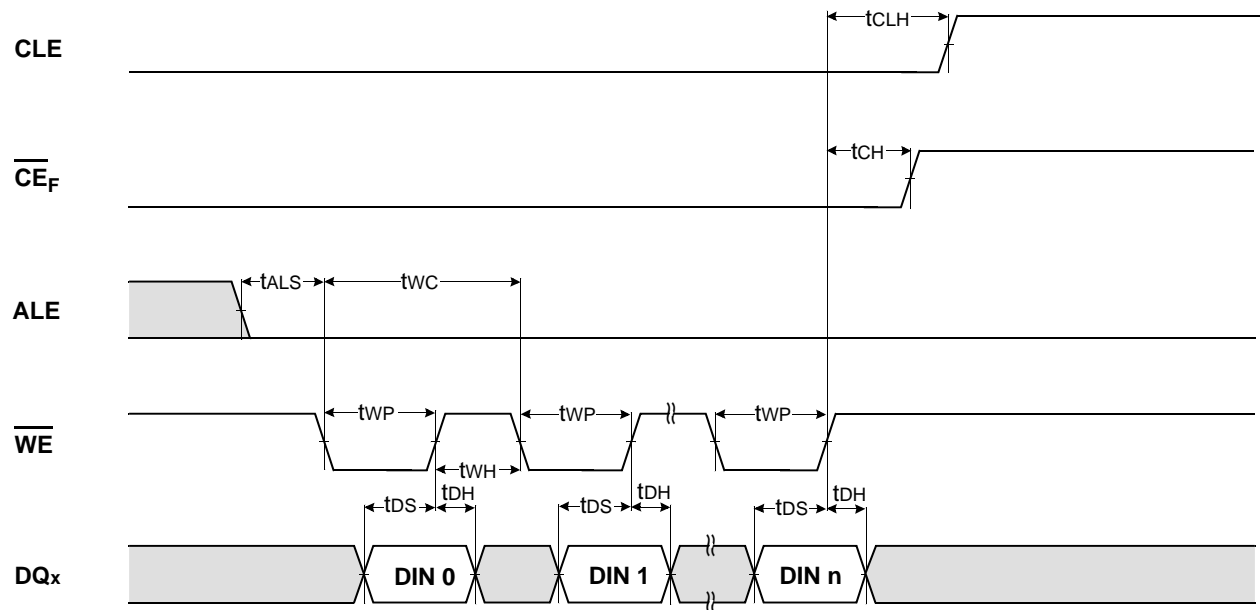 tCLH
CLE
tCH
CEF
tALS
tWC
ALE
tWP
tWP
tWP
WE
tWH
tDS
tDH
tDS
tDH
tDS
tDH
DQx
DIN 0
DIN 1
DIN n